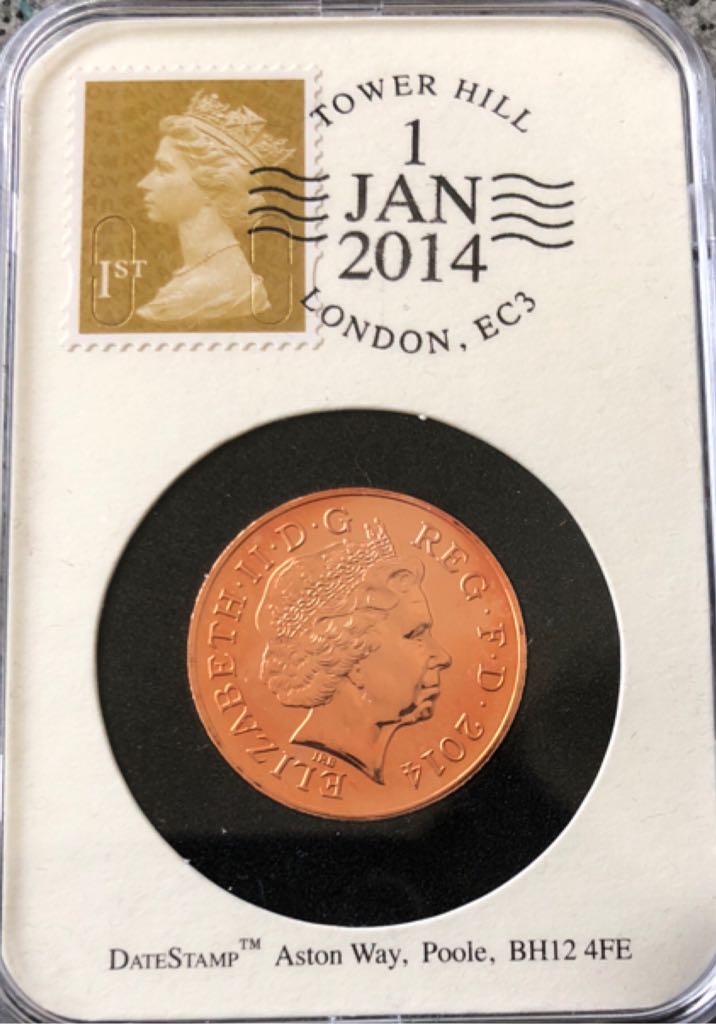 1ST
TOWER HILL
1
JAN
2014
LONDON, EC3
ELIZABETH·II·D·G REG·F·D·2014
IRB
DATESTAMP™ Aston Way, Poole, BH12 4FE